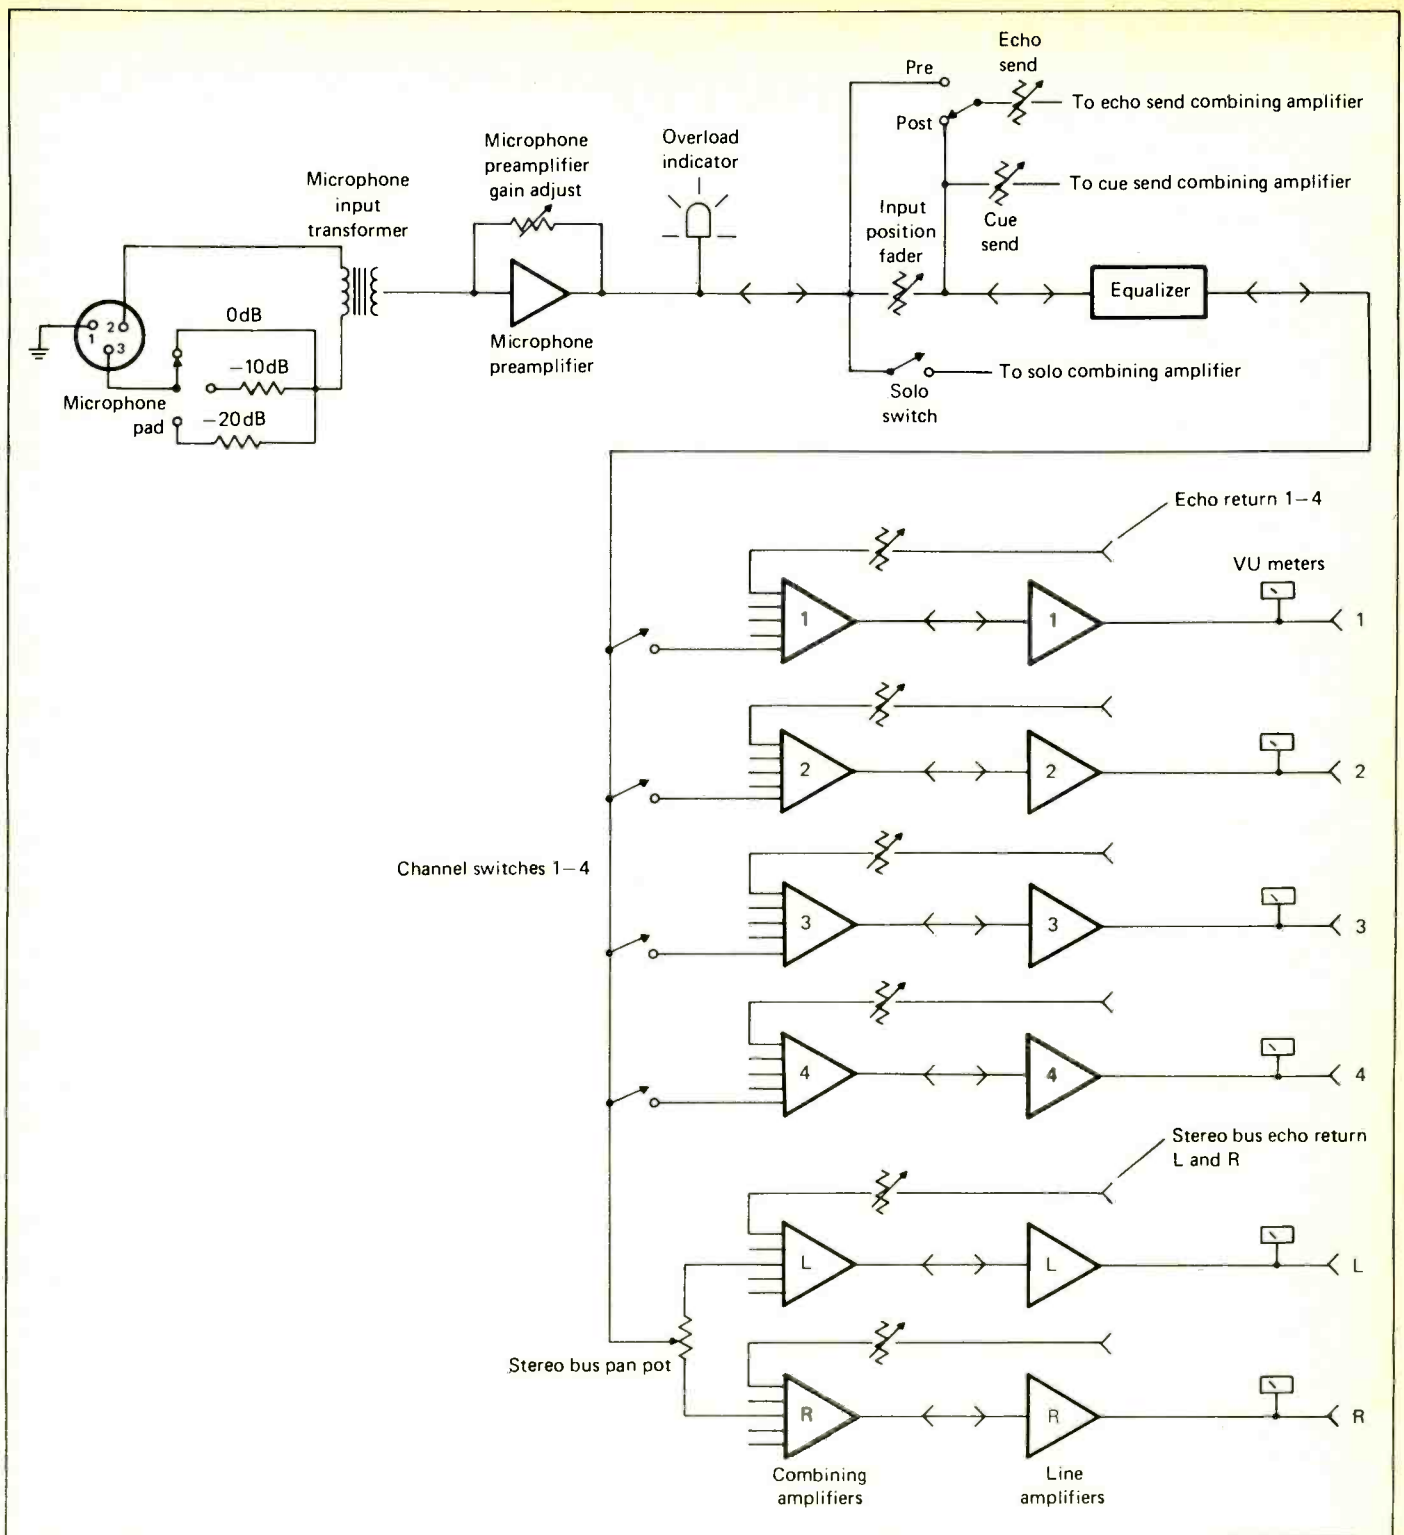 Echo
send
Pre
To echo send combining amplifier
Post
Overload
indicator
Microphone
preamplifier
gain adjust
Microphone
input
transformer
To cue send combining amplifier
Cue
send
Input
position
fader
Equalizer
0dB
1
2
3
−10dB
−20dB
Microphone
pad
Microphone
preamplifier
To solo combining amplifier
Solo
switch
Echo return 1–4
VU meters
1
1
1
2
2
2
Channel switches 1–4
3
3
3
4
4
4
Stereo bus echo return
L and R
L
L
L
Stereo bus pan pot
R
R
R
Combining
amplifiers
Line
amplifiers